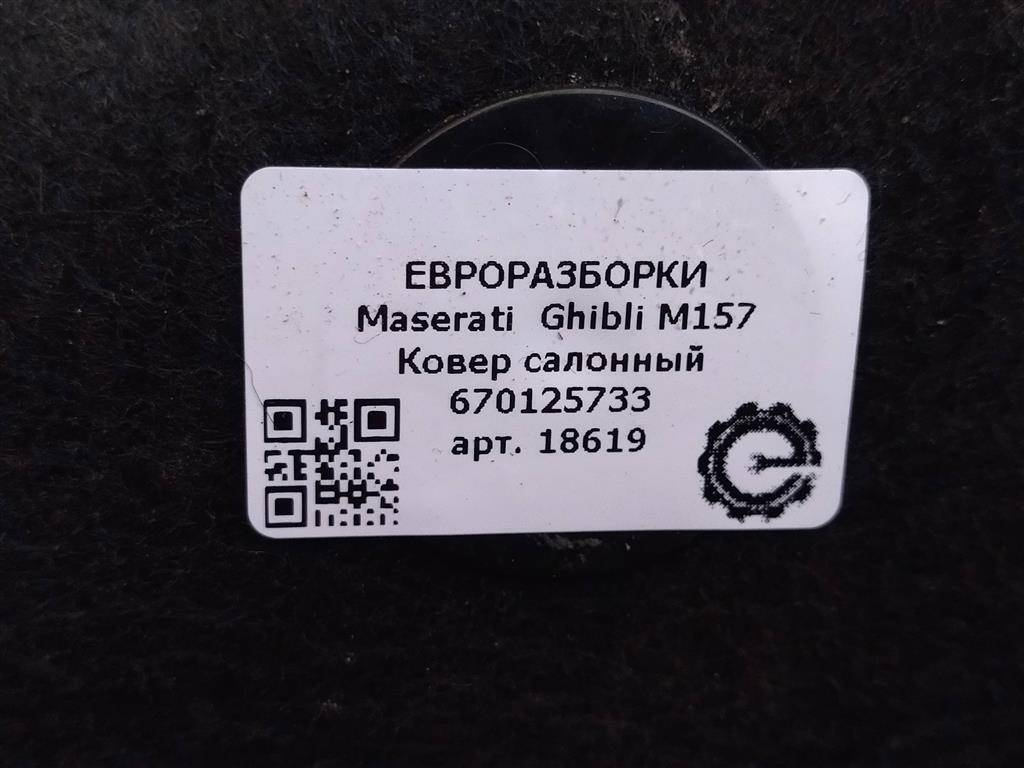 ЕВРОРАЗБОРКИ
Maserati Ghibli M157
Ковер салонный
670125733
арт. 18619